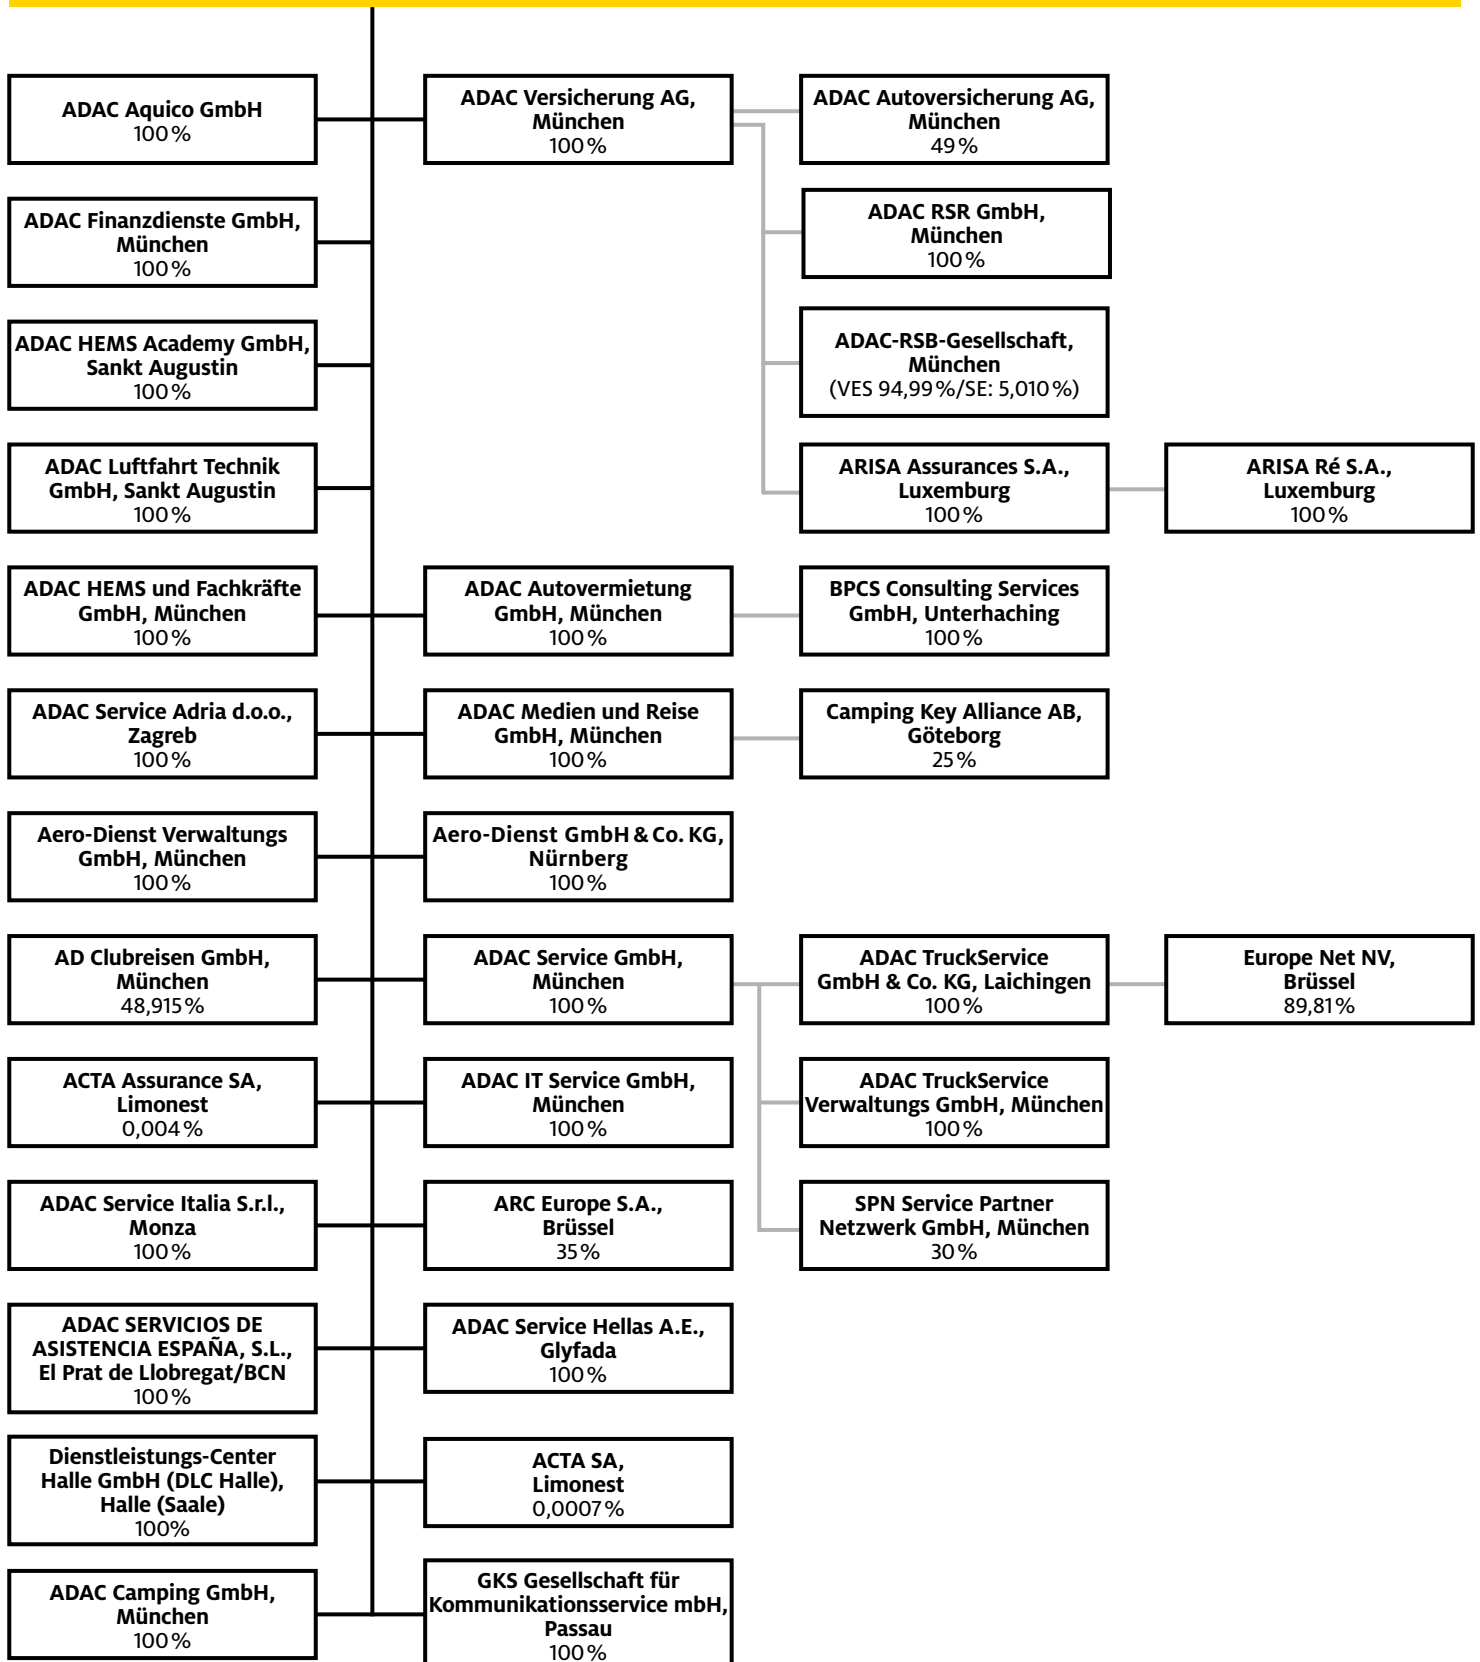 ADAC Aquico GmbH
100 %
ADAC Versicherung AG,
München
100 %
ADAC Autoversicherung AG,
München
49 %
ADAC Finanzdienste GmbH,
München
100 %
ADAC RSR GmbH,
München
100 %
ADAC HEMS Academy GmbH,
Sankt Augustin
100 %
ADAC-RSB-Gesellschaft,
München
(VES 94,99 %/SE: 5,010 %)
ADAC Luftfahrt Technik
GmbH, Sankt Augustin
100 %
ARISA Assurances S.A.,
Luxemburg
100 %
ARISA Ré S.A.,
Luxemburg
100 %
ADAC HEMS und Fachkräfte
GmbH, München
100 %
ADAC Autovermietung
GmbH, München
100 %
BPCS Consulting Services
GmbH, Unterhaching
100 %
ADAC Service Adria d.o.o.,
Zagreb
100 %
ADAC Medien und Reise
GmbH, München
100 %
Camping Key Alliance AB,
Göteborg
25 %
Aero-Dienst Verwaltungs
GmbH, München
100 %
Aero-Dienst GmbH & Co. KG,
Nürnberg
100 %
AD Clubreisen GmbH,
München
48,915 %
ADAC Service GmbH,
München
100 %
ADAC TruckService
GmbH & Co. KG, Laichingen
100 %
Europe Net NV,
Brüssel
89,81 %
ACTA Assurance SA,
Limonest
0,004 %
ADAC IT Service GmbH,
München
100 %
ADAC TruckService
Verwaltungs GmbH, München
100 %
ADAC Service Italia S.r.l.,
Monza
100 %
ARC Europe S.A.,
Brüssel
35 %
SPN Service Partner
Netzwerk GmbH, München
30 %
ADAC SERVICIOS DE
ASISTENCIA ESPAÑA, S.L.,
El Prat de Llobregat/BCN
100 %
ADAC Service Hellas A.E.,
Glyfada
100 %
Dienstleistungs-Center
Halle GmbH (DLC Halle),
Halle (Saale)
100%
ACTA SA,
Limonest
0,0007 %
ADAC Camping GmbH,
München
100 %
GKS Gesellschaft für
Kommunikationsservice mbH,
Passau
100 %